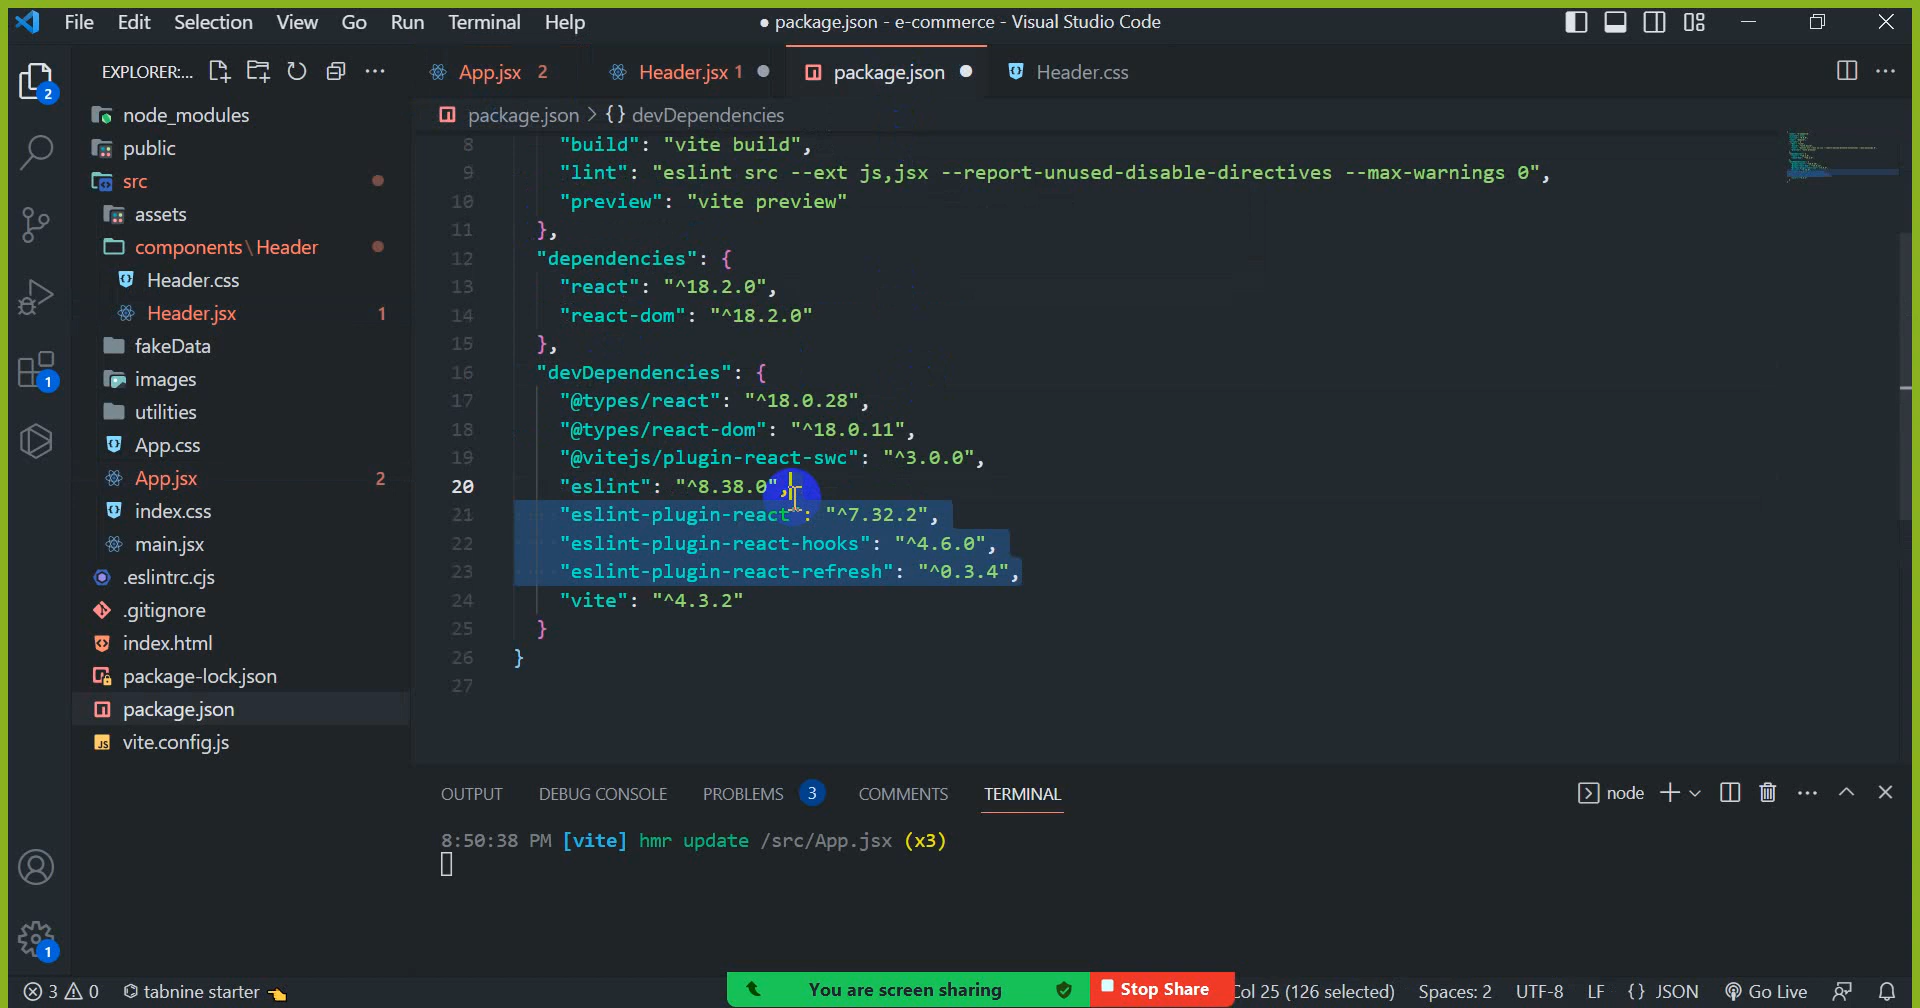 File Edit Selection View Go Run Terminal Help
● package.json - e-commerce - Visual Studio Code
EXPLORER:...
App.jsx 2
Header.jsx 1
package.json
Header.css
package.json > {} devDependencies
2
1
1
node_modules
public
src
assets
components\Header
Header.css
Header.jsx 1
fakeData
images
utilities
App.css
App.jsx 2
index.css
main.jsx
.eslintrc.cjs
.gitignore
index.html
package-lock.json
package.json
vite.config.js
8 "build": "vite build",
9 "lint": "eslint src --ext js,jsx --report-unused-disable-directives --max-warnings 0",
10 "preview": "vite preview"
11 },
12 "dependencies": {
13 "react": "^18.2.0",
14 "react-dom": "^18.2.0"
15 },
16 "devDependencies": {
17 "@types/react": "^18.0.28",
18 "@types/react-dom": "^18.0.11",
19 "@vitejs/plugin-react-swc": "^3.0.0",
20 "eslint": "^8.38.0",
21 "eslint-plugin-react": "^7.32.2",
22 "eslint-plugin-react-hooks": "^4.6.0",
23 "eslint-plugin-react-refresh": "^0.3.4",
24 "vite": "^4.3.2"
25 }
26 }
27
OUTPUT DEBUG CONSOLE PROBLEMS 3 COMMENTS TERMINAL
node
8:50:38 PM [vite] hmr update /src/App.jsx (x3)
3 0 tabnine starter
You are screen sharing
Stop Share
Col 25 (126 selected) Spaces: 2 UTF-8 LF {} JSON Go Live